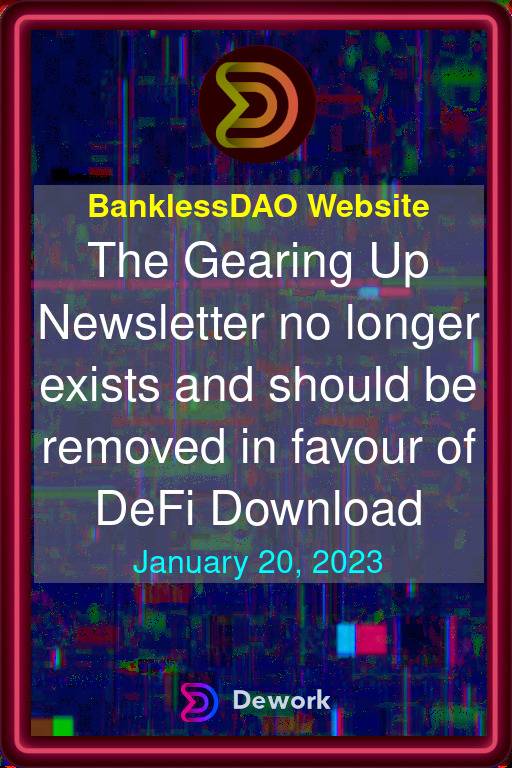 BanklessDAO Website
The Gearing Up
Newsletter no longer
exists and should be
removed in favour of
DeFi Download
January 20, 2023
Dework